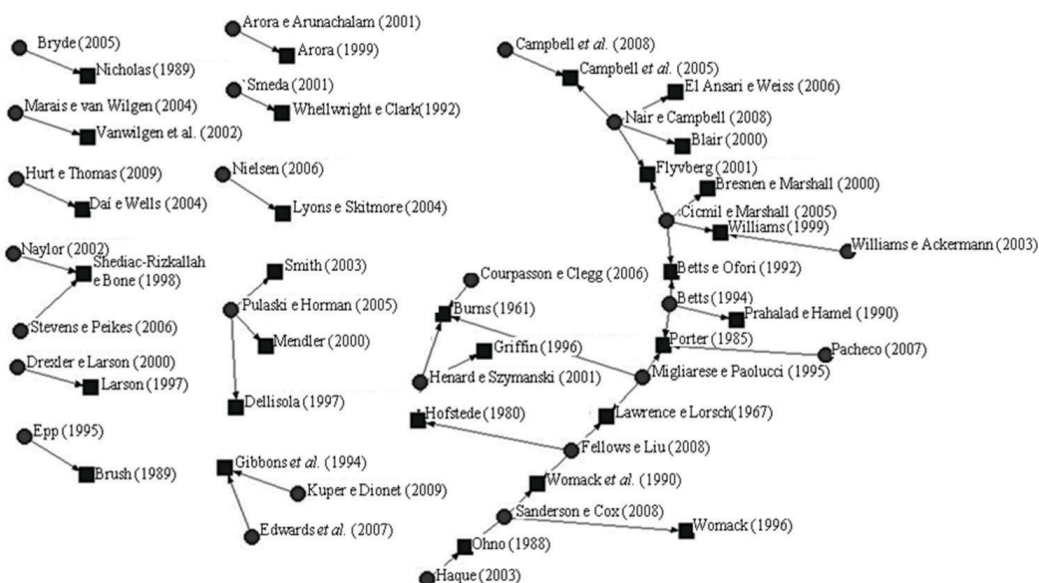 Bryde (2005)
Nicholas (1989)
Marais e van Wilgen (2004)
Vanwilgen et al. (2002)
Hurt e Thomas (2009)
Daí e Wells (2004)
Naylor (2002)
Shediac-Rizkallah
e Bone (1998)
Stevens e Peikes (2006)
Drexler e Larson (2000)
Larson (1997)
Epp (1995)
Brush (1989)
Arora e Arunachalam (2001)
Arora (1999)
Smeda (2001)
Whellwright e Clark(1992)
Nielsen (2006)
Lyons e Skitmore (2004)
Smith (2003)
Pulaski e Horman (2005)
Mendler (2000)
Dellisola (1997)
Gibbons et al. (1994)
Kuper e Dionet (2009)
Edwards et al. (2007)
Campbell et al. (2008)
Campbell et al. (2005)
El Ansari e Weiss (2006)
Nair e Campbell (2008)
Blair (2000)
Flyvberg (2001)
Bresnen e Marshall (2000)
Cicmil e Marshall (2005)
Williams (1999)
Williams e Ackermann (2003)
Betts e Ofori (1992)
Courpasson e Clegg (2006)
Betts (1994)
Burns (1961)
Prahalad e Hamel (1990)
Porter (1985)
Griffin (1996)
Pacheco (2007)
Henard e Szymanski (2001)
Migliarese e Paolucci (1995)
Hofstede (1980)
Lawrence e Lorsch(1967)
Fellows e Liu (2008)
Womack et al. (1990)
Sanderson e Cox (2008)
Womack (1996)
Ohno (1988)
Haque (2003)